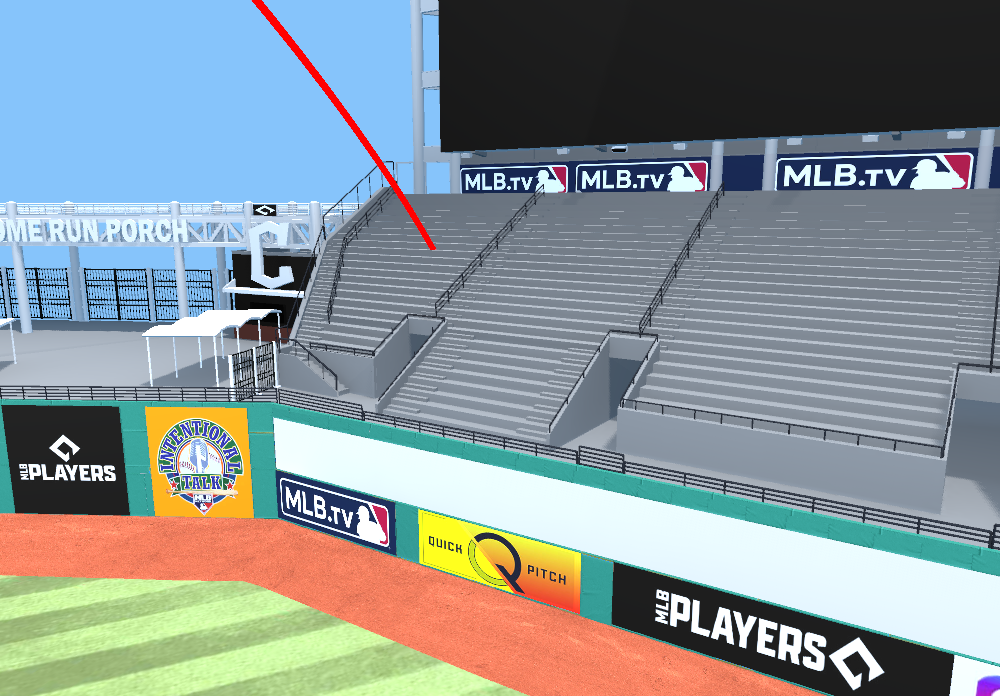 MLB.TV
MLB.TV
MLB.TV
OME RUN PORCH
C
MLB PLAYERS
INTENTIONAL
TALK
MLB
MLB.TV
QUICK
PITCH
MLB PLAYERS